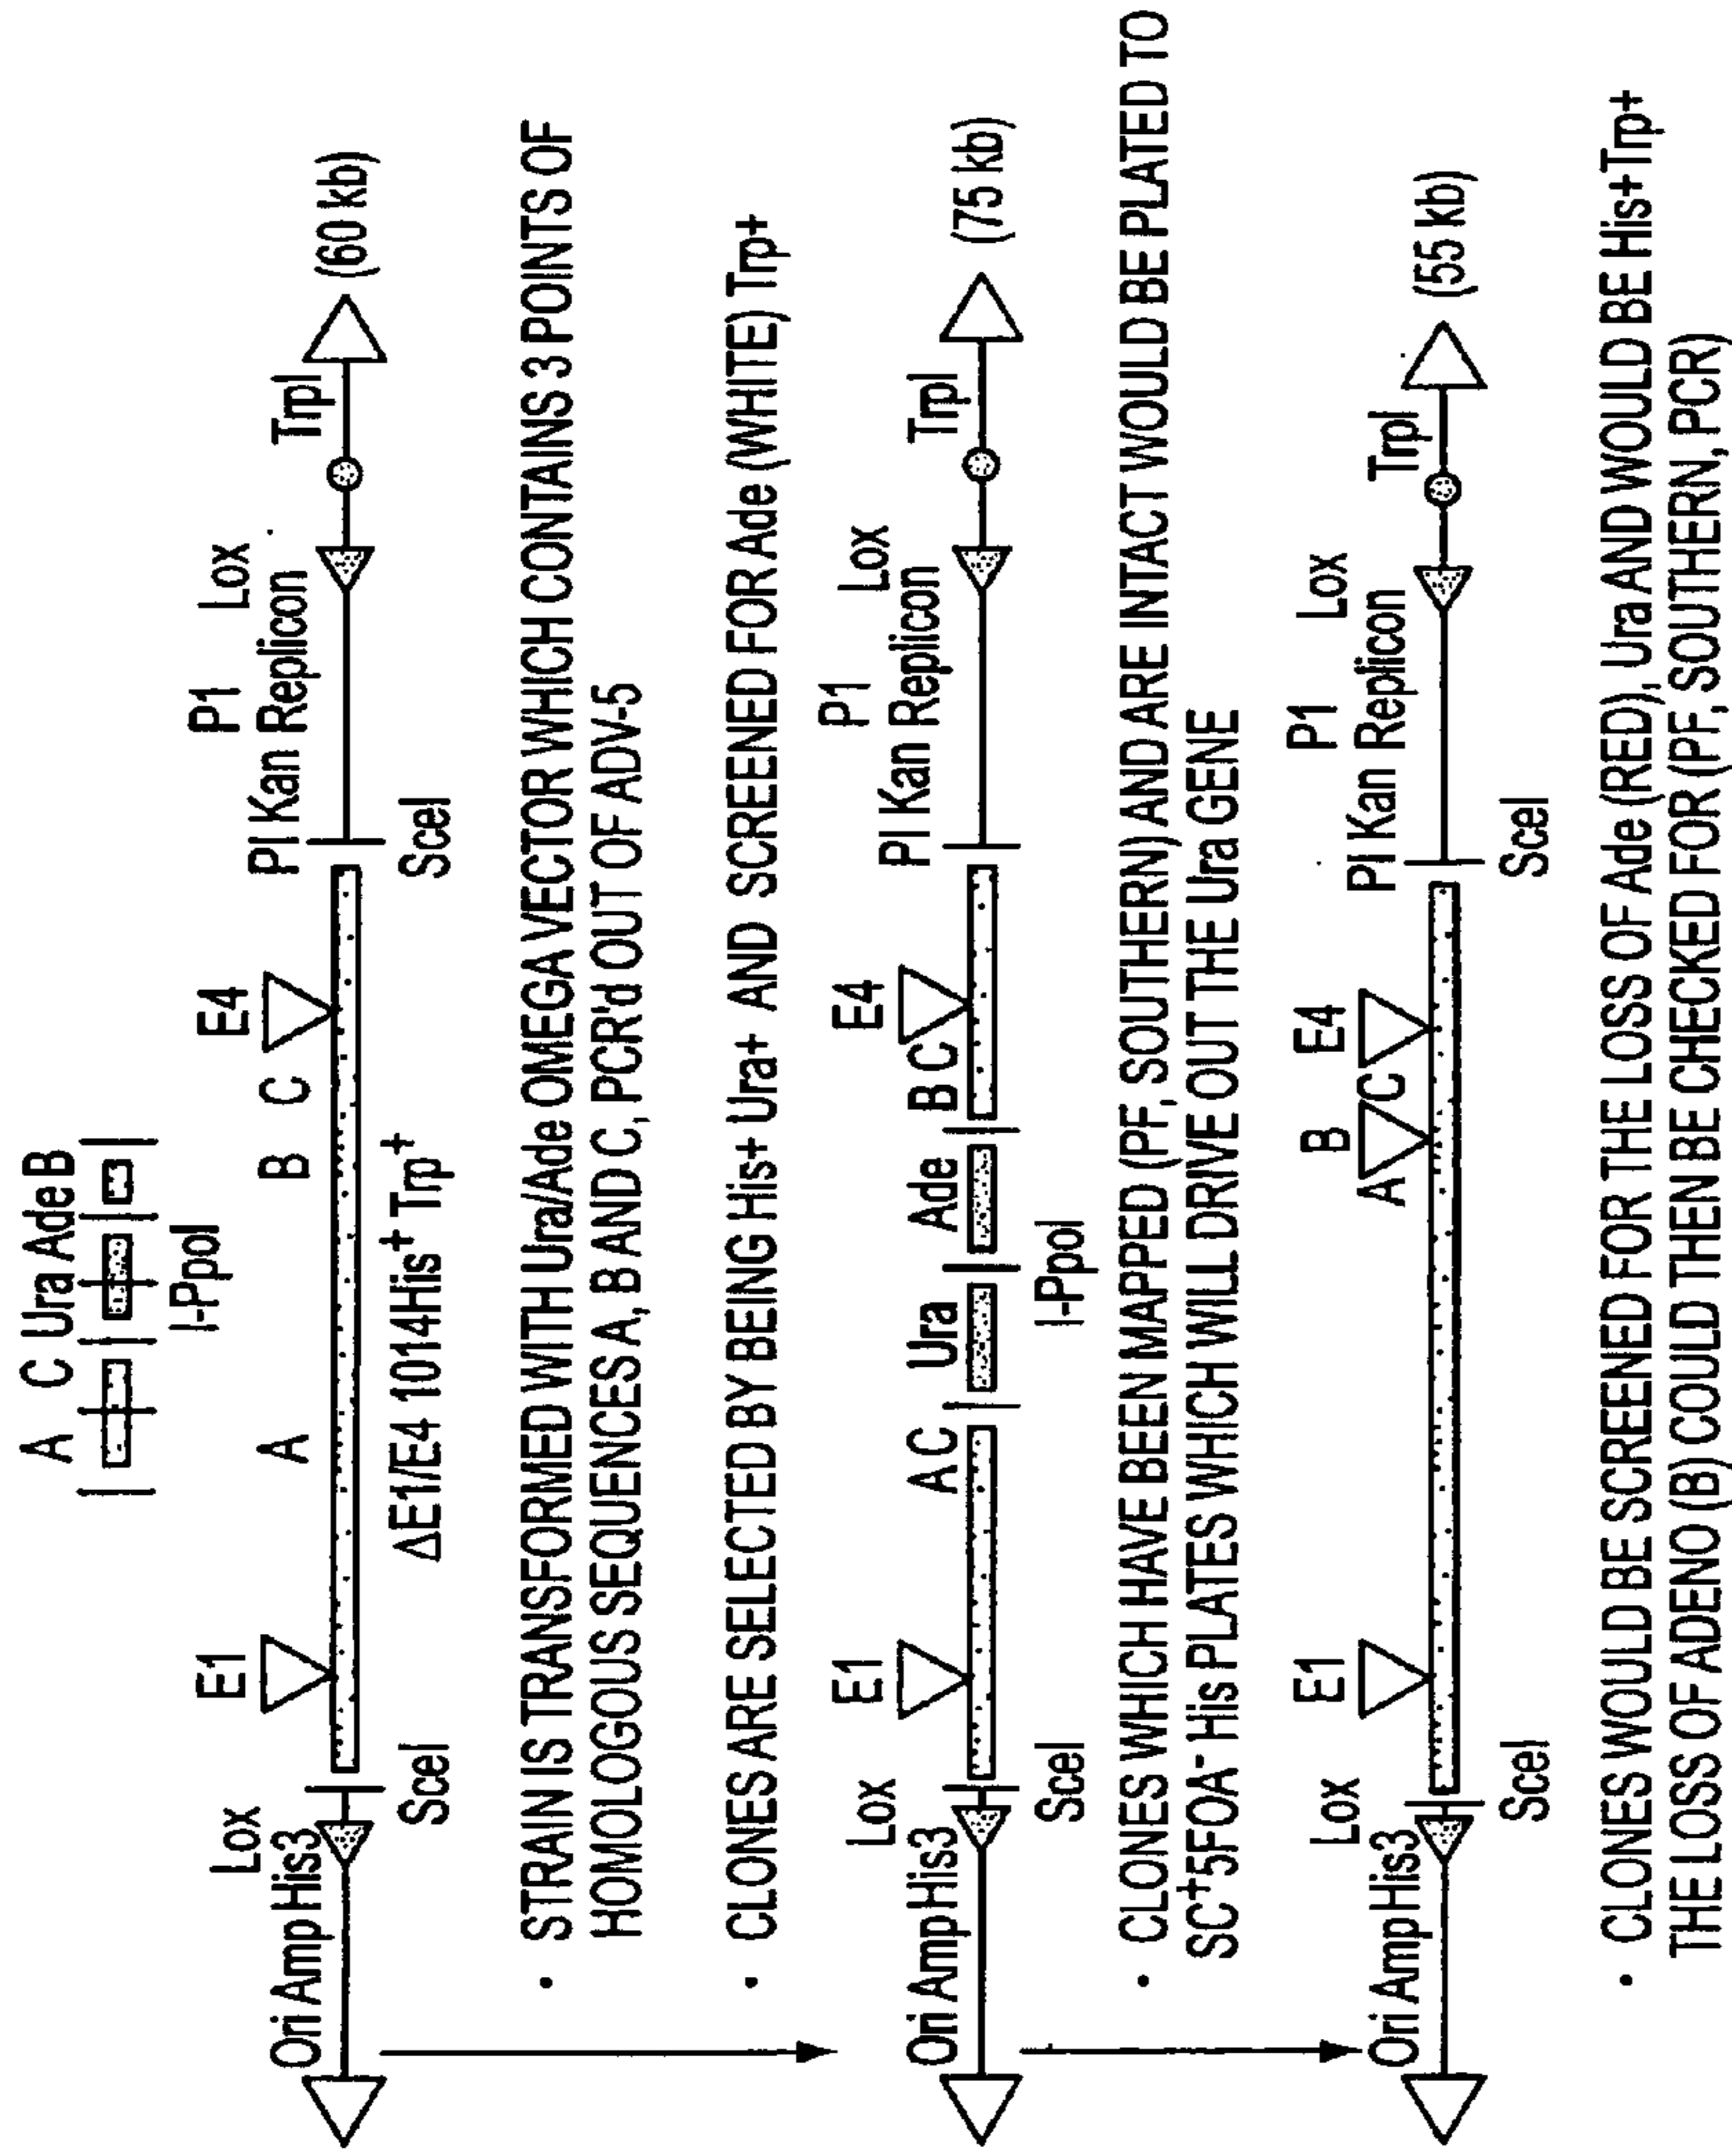 A C Ura Ade B
I-PpoI
E1 A B C E4
P1 Lox
Ori Amp His3 Lox PI Kan Replicon TrpI
(60 kb)
SceI ΔE1/E4 1014His+ Trp+ SceI
• STRAIN IS TRANSFORMED WITH Ura/Ade OMEGA VECTOR WHICH CONTAINS 3 POINTS OF
HOMOLOGOUS SEQUENCES A, B AND C, PCR'd OUT OF ADV-5
• CLONES ARE SELECTED BY BEING His+ Ura+ AND SCREENED FOR Ade (WHITE) Trp+
E1 A C Ura Ade B C E4
P1 Lox
Ori Amp His3 Lox PI Kan Replicon TrpI
(75 kb)
SceI I-PpoI
• CLONES WHICH HAVE BEEN MAPPED (PF, SOUTHERN) AND ARE INTACT WOULD BE PLATED TO
SC+5FOA- His PLATES WHICH WILL DRIVE OUT THE Ura GENE
E1 A B C E4
P1 Lox
Ori Amp His3 Lox PI Kan Replicon TrpI
(55 kb)
SceI SceI
• CLONES WOULD BE SCREENED FOR THE LOSS OF Ade (RED), Ura AND WOULD BE His+Trp+
THE LOSS OF ADENO (B) COULD THEN BE CHECKED FOR (PF, SOUTHERN, PCR)